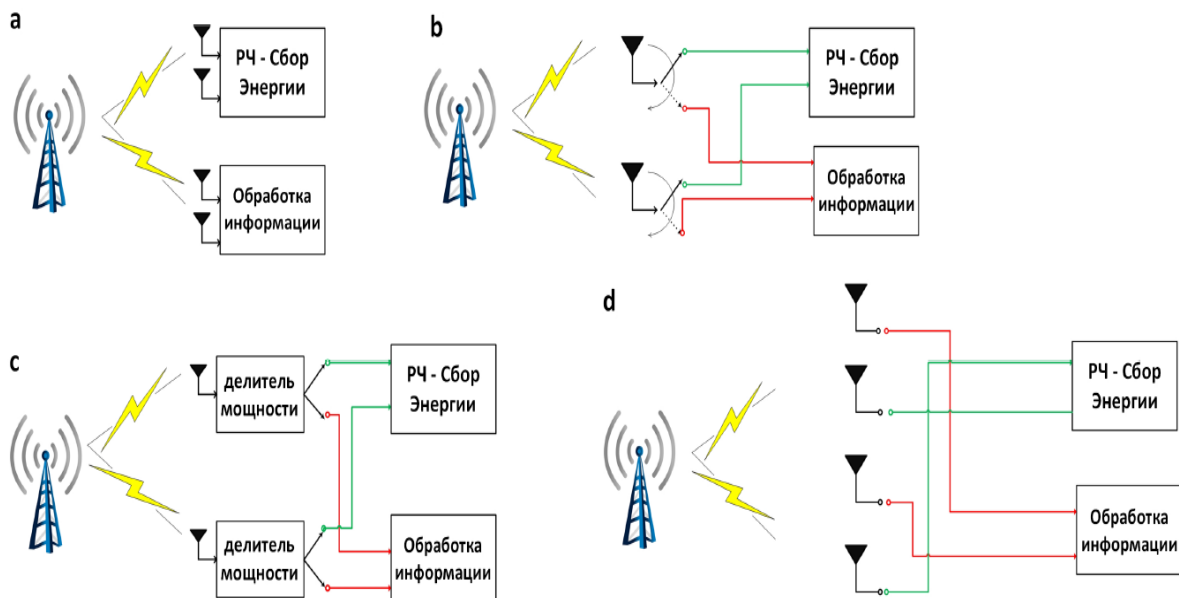 a
РЧ - Сбор
Энергии
Обработка
информации
b
РЧ - Сбор
Энергии
Обработка
информации
c
делитель
мощности
РЧ - Сбор
Энергии
делитель
мощности
Обработка
информации
d
РЧ - Сбор
Энергии
Обработка
информации